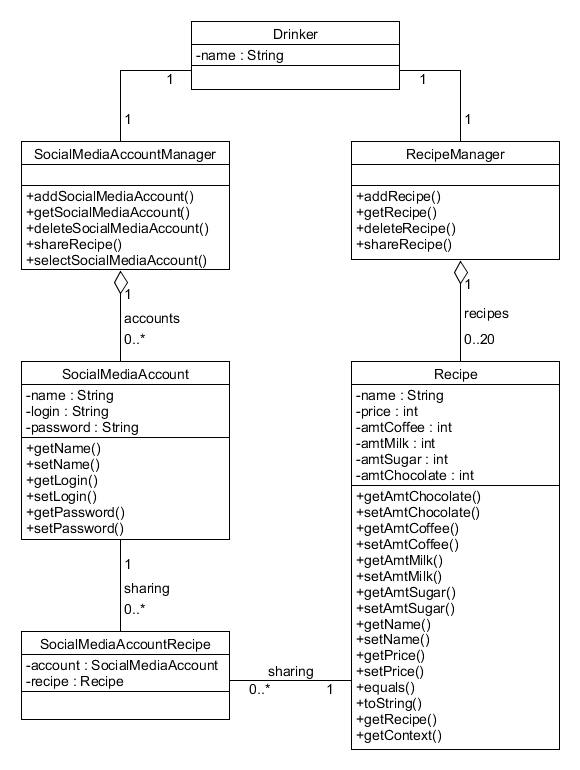 Drinker
-name : String
1
1
1
1
SocialMediaAccountManager
+addSocialMediaAccount()
+getSocialMediaAccount()
+deleteSocialMediaAccount()
+shareRecipe()
+selectSocialMediaAccount()
RecipeManager
+addRecipe()
+getRecipe()
+deleteRecipe()
+shareRecipe()
1
accounts
0..*
1
recipes
0..20
SocialMediaAccount
-name : String
-login : String
-password : String
+getName()
+setName()
+getLogin()
+setLogin()
+getPassword()
+setPassword()
Recipe
-name : String
-price : int
-amtCoffee : int
-amtMilk : int
-amtSugar : int
-amtChocolate : int
+getAmtChocolate()
+setAmtChocolate()
+getAmtCoffee()
+setAmtCoffee()
+getAmtMilk()
+setAmtMilk()
+getAmtSugar()
+setAmtSugar()
+getName()
+setName()
+getPrice()
+setPrice()
+equals()
+toString()
+getRecipe()
+getContext()
1
sharing
0..*
SocialMediaAccountRecipe
-account : SocialMediaAccount
-recipe : Recipe
sharing
0..*
1